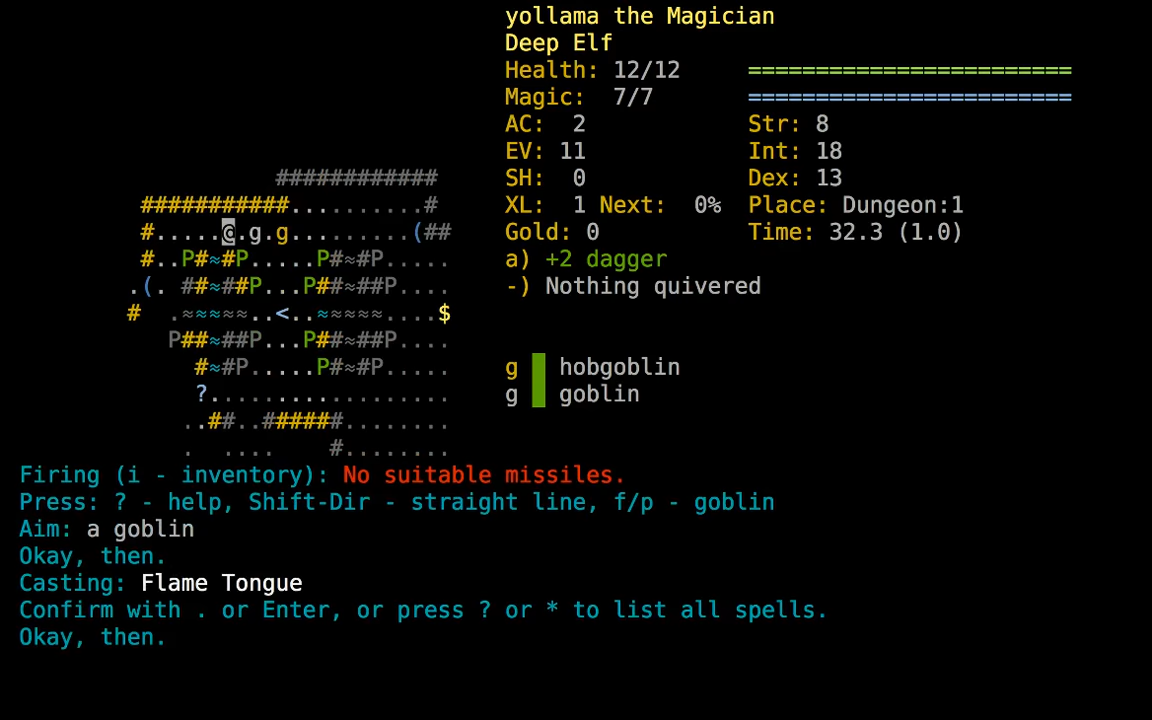 yollama the Magician
Deep Elf
Health: 12/12 ========================
Magic:  7/7 ========================
AC:  2 Str: 8
EV: 11 Int: 18
SH:  0 Dex: 13
############
###########..........# XL:  1 Next:  0% Place: Dungeon:1
#.....@.g.g.........(## Gold: 0 Time: 32.3 (1.0)
#..P#≈#P.....P#≈#P..... a) +2 dagger
.(. ##≈##P...P##≈##P.... -) Nothing quivered
#  .≈≈≈≈≈..<..≈≈≈≈≈....$
P##≈##P...P##≈##P....
#≈#P.....P#≈#P..... g hobgoblin
?.................. g goblin
..##..######........
. .... #........
Firing (i - inventory): No suitable missiles.
Press: ? - help, Shift-Dir - straight line, f/p - goblin
Aim: a goblin
Okay, then.
Casting: Flame Tongue
Confirm with . or Enter, or press ? or * to list all spells.
Okay, then.